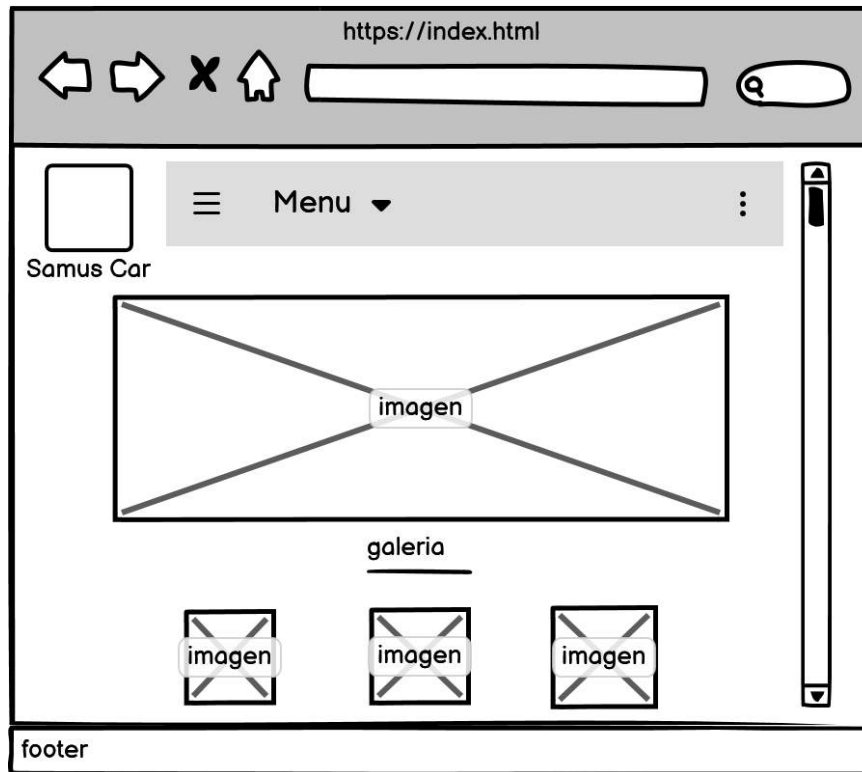 https://index.html
Menu
Samus Car
imagen
galeria
imagen
imagen
imagen
footer